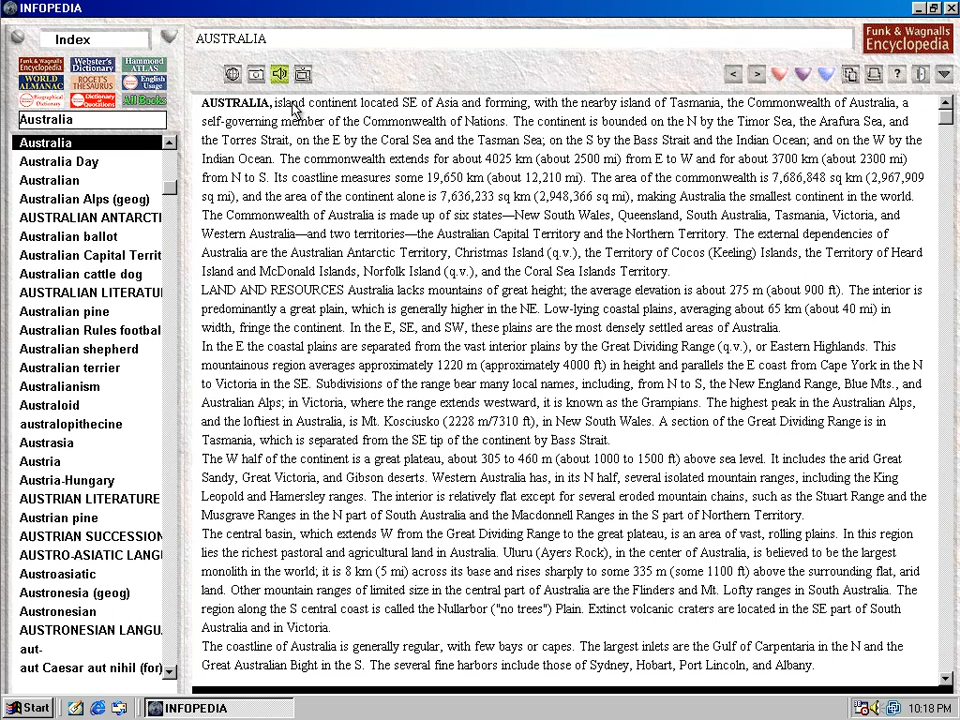 INFOPEDIA
Index
Funk & Wagnalls Encyclopedia
Webster's Dictionary
Hammond ATLAS
WORLD ALMANAC
ROGET'S THESAURUS
English Usage
Biographical Dictionary
Dictionary of Quotations
All Books
Australia
Australia
Australia Day
Australian
Australian Alps (geog)
AUSTRALIAN ANTARCTI
Australian ballot
Australian Capital Territ
Australian cattle dog
AUSTRALIAN LITERATU
Australian pine
Australian Rules footbal
Australian shepherd
Australian terrier
Australianism
Australoid
australopithecine
Austrasia
Austria
Austria-Hungary
AUSTRIAN LITERATURE
Austrian pine
AUSTRIAN SUCCESSION
AUSTRO-ASIATIC LANG
Austroasiatic
Austronesia (geog)
Austronesian
AUSTRONESIAN LANGU
aut-
aut Caesar aut nihil (for)
AUSTRALIA
Funk & Wagnalls
Encyclopedia
< > ?
AUSTRALIA, island continent located SE of Asia and forming, with the nearby island of Tasmania, the Commonwealth of Australia, a
self-governing member of the Commonwealth of Nations. The continent is bounded on the N by the Timor Sea, the Arafura Sea, and
the Torres Strait, on the E by the Coral Sea and the Tasman Sea; on the S by the Bass Strait and the Indian Ocean; and on the W by the
Indian Ocean. The commonwealth extends for about 4025 km (about 2500 mi) from E to W and for about 3700 km (about 2300 mi)
from N to S. Its coastline measures some 19,650 km (about 12,210 mi). The area of the commonwealth is 7,686,848 sq km (2,967,909
sq mi), and the area of the continent alone is 7,636,233 sq km (2,948,366 sq mi), making Australia the smallest continent in the world.
The Commonwealth of Australia is made up of six states—New South Wales, Queensland, South Australia, Tasmania, Victoria, and
Western Australia—and two territories—the Australian Capital Territory and the Northern Territory. The external dependencies of
Australia are the Australian Antarctic Territory, Christmas Island (q.v.), the Territory of Cocos (Keeling) Islands, the Territory of Heard
Island and McDonald Islands, Norfolk Island (q.v.), and the Coral Sea Islands Territory.
LAND AND RESOURCES Australia lacks mountains of great height; the average elevation is about 275 m (about 900 ft). The interior is
predominantly a great plain, which is generally higher in the NE. Low-lying coastal plains, averaging about 65 km (about 40 mi) in
width, fringe the continent. In the E, SE, and SW, these plains are the most densely settled areas of Australia.
In the E the coastal plains are separated from the vast interior plains by the Great Dividing Range (q.v.), or Eastern Highlands. This
mountainous region averages approximately 1220 m (approximately 4000 ft) in height and parallels the E coast from Cape York in the N
to Victoria in the SE. Subdivisions of the range bear many local names, including, from N to S, the New England Range, Blue Mts., and
Australian Alps; in Victoria, where the range extends westward, it is known as the Grampians. The highest peak in the Australian Alps,
and the loftiest in Australia, is Mt. Kosciusko (2228 m/7310 ft), in New South Wales. A section of the Great Dividing Range is in
Tasmania, which is separated from the SE tip of the continent by Bass Strait.
The W half of the continent is a great plateau, about 305 to 460 m (about 1000 to 1500 ft) above sea level. It includes the arid Great
Sandy, Great Victoria, and Gibson deserts. Western Australia has, in its N half, several isolated mountain ranges, including the King
Leopold and Hamersley ranges. The interior is relatively flat except for several eroded mountain chains, such as the Stuart Range and the
Musgrave Ranges in the N part of South Australia and the Macdonnell Ranges in the S part of Northern Territory.
The central basin, which extends W from the Great Dividing Range to the great plateau, is an area of vast, rolling plains. In this region
lies the richest pastoral and agricultural land in Australia. Uluru (Ayers Rock), in the center of Australia, is believed to be the largest
monolith in the world; it is 8 km (5 mi) across its base and rises sharply to some 335 m (some 1100 ft) above the surrounding flat, arid
land. Other mountain ranges of limited size in the central part of Australia are the Flinders and Mt. Lofty ranges in South Australia. The
region along the S central coast is called the Nullarbor ("no trees") Plain. Extinct volcanic craters are located in the SE part of South
Australia and in Victoria.
The coastline of Australia is generally regular, with few bays or capes. The largest inlets are the Gulf of Carpentaria in the N and the
Great Australian Bight in the S. The several fine harbors include those of Sydney, Hobart, Port Lincoln, and Albany.
Start
INFOPEDIA
10:18 PM